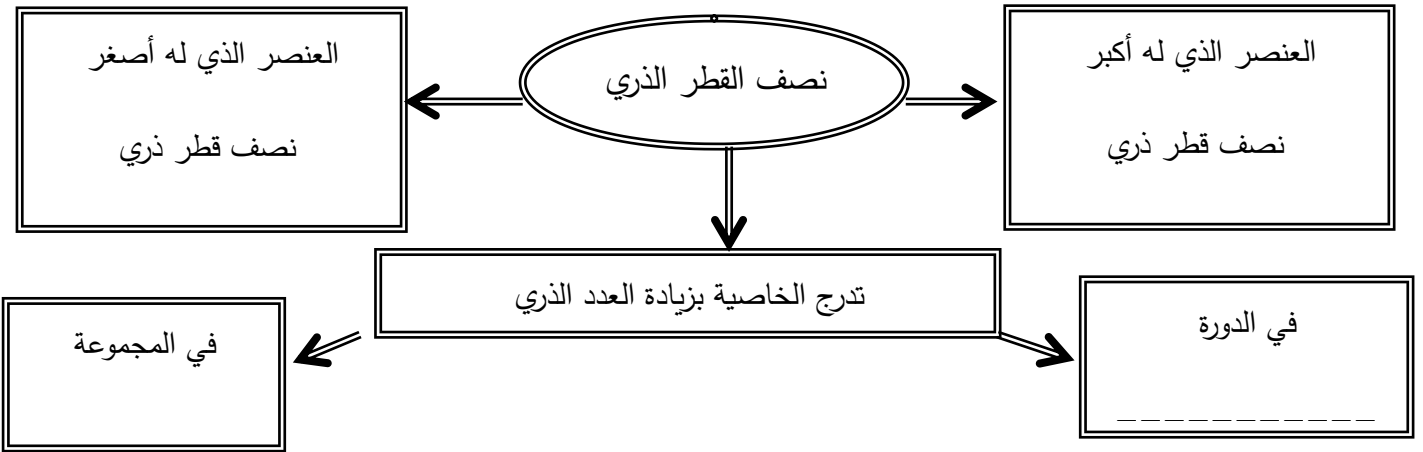 نصف القطر الذري
العنصر الذي له أكبر
نصف قطر ذري
العنصر الذي له أصغر
نصف قطر ذري
تدرج الخاصية بزيادة العدد الذري
في الدورة
___________
في المجموعة